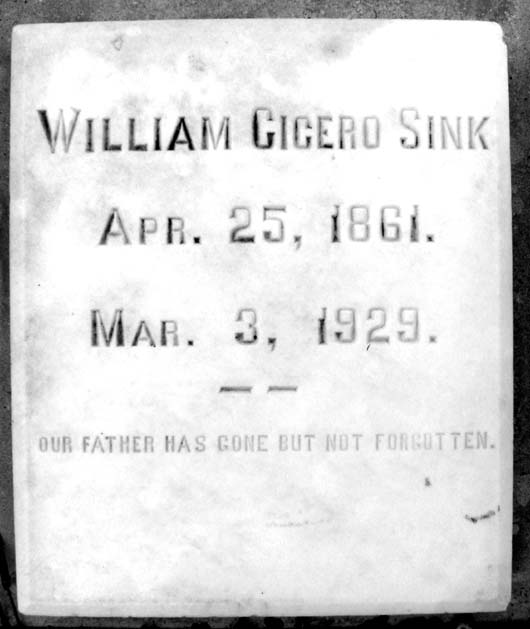 WILLIAM CICERO SINK
APR. 25, 1861.
MAR. 3, 1929.
— —
OUR FATHER HAS GONE BUT NOT FORGOTTEN.